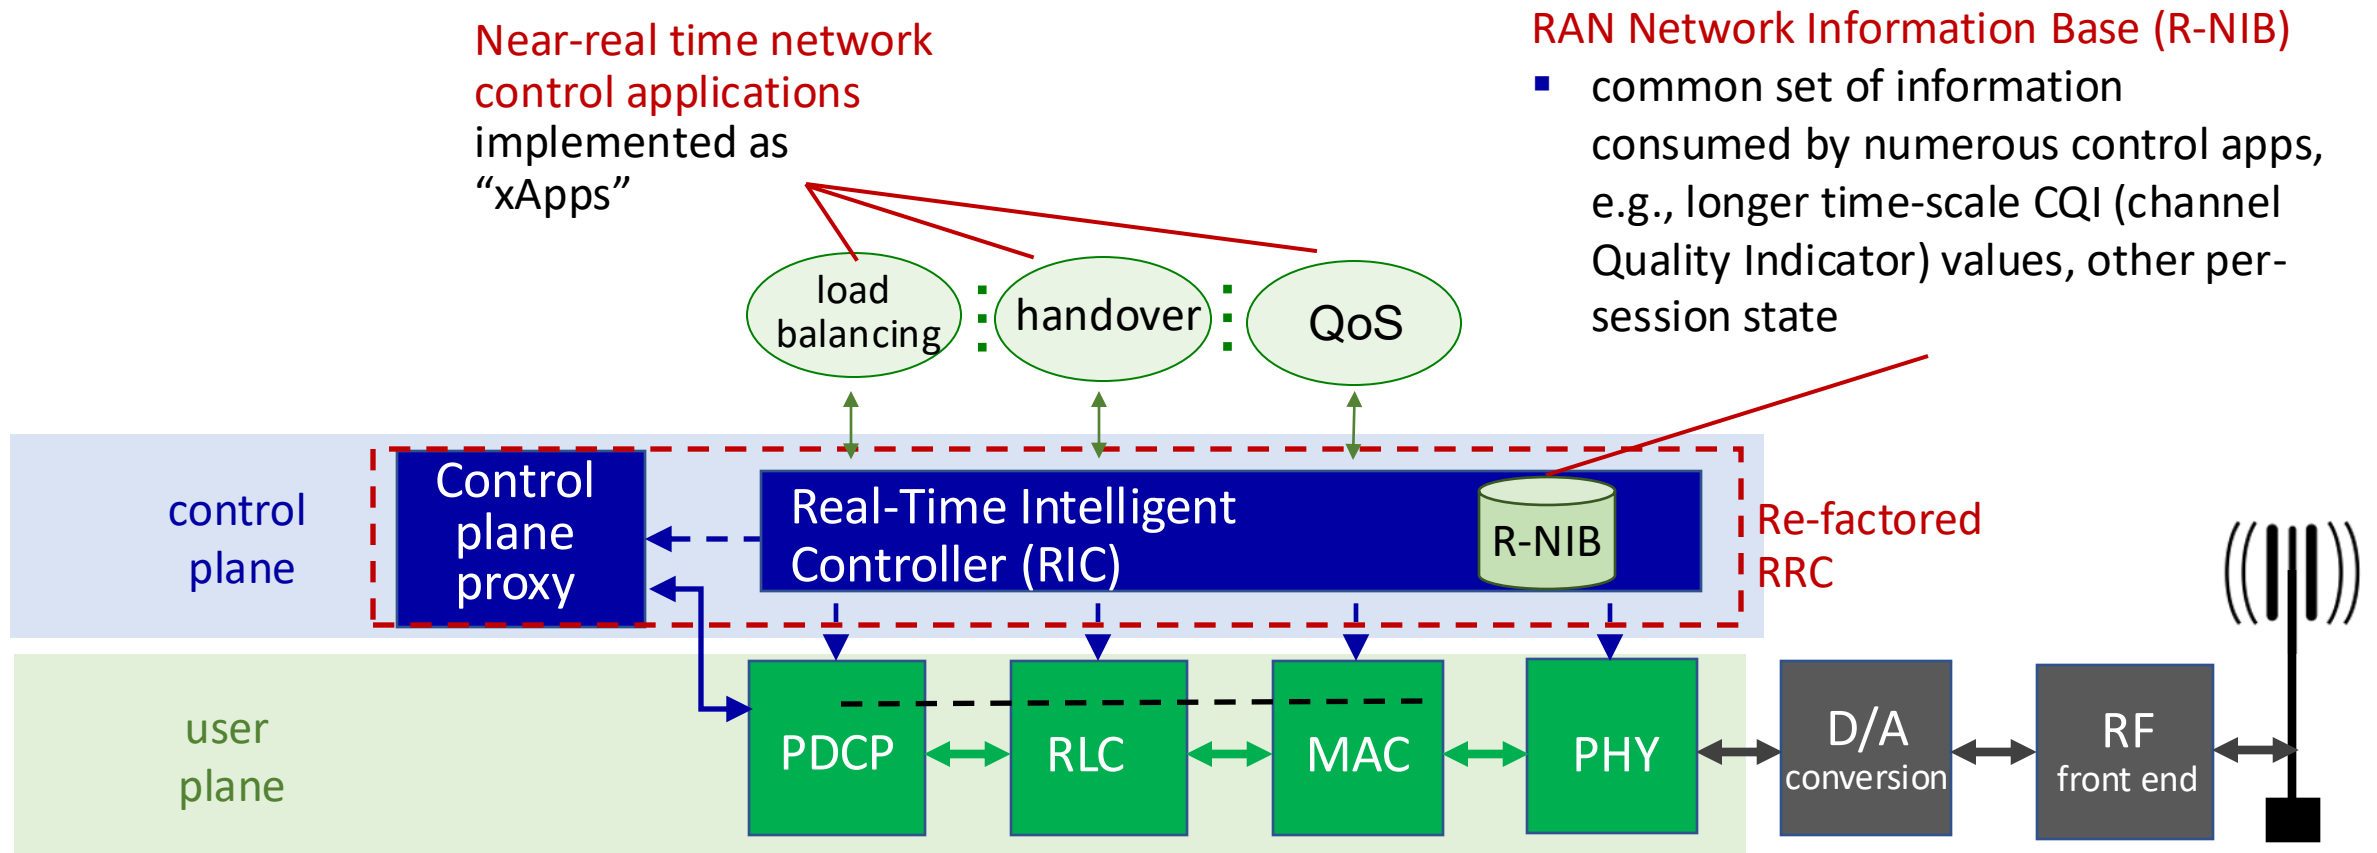 Near-real time network
control applications
implemented as
“xApps”
RAN Network Information Base (R-NIB)
▪ common set of information
consumed by numerous control apps,
e.g., longer time-scale CQI (channel
Quality Indicator) values, other per-
session state
load
balancing
handover
QoS
control
plane
Control
plane
proxy
Real-Time Intelligent
Controller (RIC)
R-NIB
Re-factored
RRC
user
plane
PDCP
RLC
MAC
PHY
D/A
conversion
RF
front end